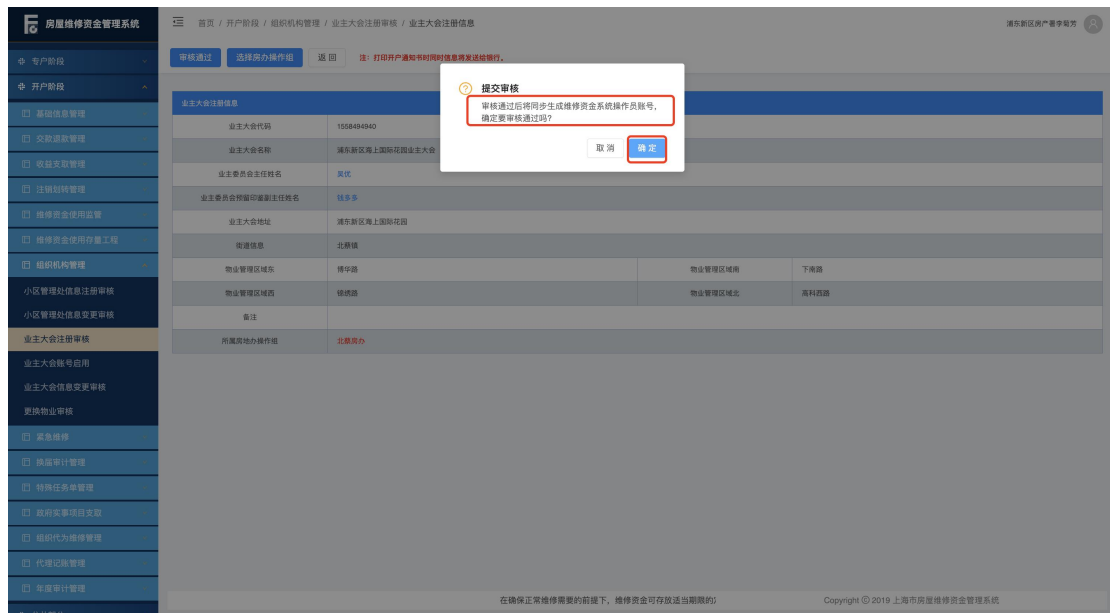 房屋维修资金管理系统
首页 / 开户阶段 / 组织机构管理 / 业主大会注册审核 / 业主大会注册信息
浦东新区房产署李菊芳
审核通过 选择房办操作组 返 回 注：打印开户通知书时同时信息将发送给银行。
提交审核
审核通过后将同步生成维修资金系统操作员账号，
确定要审核通过吗？
取 消 确 定
专户阶段
开户阶段
基础信息管理
交款退款管理
收益支取管理
注销划转管理
维修资金使用监管
维修资金使用存量工程
组织机构管理
小区管理处信息注册审核
小区管理处信息变更审核
业主大会注册审核
业主大会账号启用
业主大会信息变更审核
更换物业审核
紧急维修
换届审计管理
特殊任务单管理
政府实事项目支取
组织代为维修管理
代理记账管理
年度审计管理
业主大会注册信息
业主大会代码 1558494940
业主大会名称 浦东新区海上国际花园业主大会
业主委员会主任姓名 吴优
业主委员会预留印鉴副主任姓名 钱多多
业主大会地址 浦东新区海上国际花园
街道信息 北蔡镇
物业管理区域东 博华路 物业管理区域南 下南路
物业管理区域西 锦绣路 物业管理区域北 高科西路
备注
所属房地办操作组 北蔡房办
在确保正常维修需要的前提下，维修资金可存放适当期限的
Copyright © 2019 上海市房屋维修资金管理系统